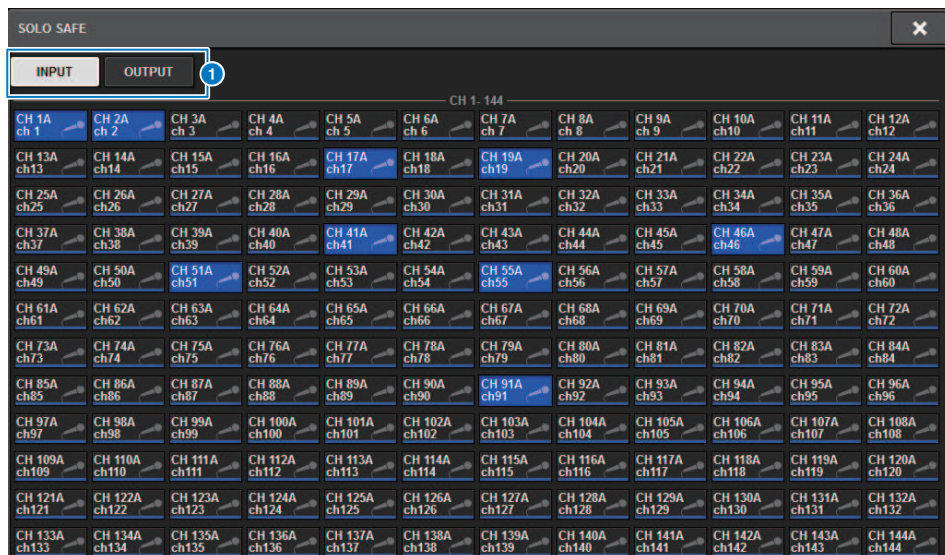 SOLO SAFE
INPUT OUTPUT 1
CH 1-144
CH 1A CH 2A CH 3A CH 4A CH 5A CH 6A CH 7A CH 8A CH 9A CH 10A CH 11A CH 12A
ch 1 ch 2 ch 3 ch 4 ch 5 ch 6 ch 7 ch 8 ch 9 ch10 ch11 ch12
CH 13A CH 14A CH 15A CH 16A CH 17A CH 18A CH 19A CH 20A CH 21A CH 22A CH 23A CH 24A
ch13 ch14 ch15 ch16 ch17 ch18 ch19 ch20 ch21 ch22 ch23 ch24
CH 25A CH 26A CH 27A CH 28A CH 29A CH 30A CH 31A CH 32A CH 33A CH 34A CH 35A CH 36A
ch25 ch26 ch27 ch28 ch29 ch30 ch31 ch32 ch33 ch34 ch35 ch36
CH 37A CH 38A CH 39A CH 40A CH 41A CH 42A CH 43A CH 44A CH 45A CH 46A CH 47A CH 48A
ch37 ch38 ch39 ch40 ch41 ch42 ch43 ch44 ch45 ch46 ch47 ch48
CH 49A CH 50A CH 51A CH 52A CH 53A CH 54A CH 55A CH 56A CH 57A CH 58A CH 59A CH 60A
ch49 ch50 ch51 ch52 ch53 ch54 ch55 ch56 ch57 ch58 ch59 ch60
CH 61A CH 62A CH 63A CH 64A CH 65A CH 66A CH 67A CH 68A CH 69A CH 70A CH 71A CH 72A
ch61 ch62 ch63 ch64 ch65 ch66 ch67 ch68 ch69 ch70 ch71 ch72
CH 73A CH 74A CH 75A CH 76A CH 77A CH 78A CH 79A CH 80A CH 81A CH 82A CH 83A CH 84A
ch73 ch74 ch75 ch76 ch77 ch78 ch79 ch80 ch81 ch82 ch83 ch84
CH 85A CH 86A CH 87A CH 88A CH 89A CH 90A CH 91A CH 92A CH 93A CH 94A CH 95A CH 96A
ch85 ch86 ch87 ch88 ch89 ch90 ch91 ch92 ch93 ch94 ch95 ch96
CH 97A CH 98A CH 99A CH 100A CH 101A CH 102A CH 103A CH 104A CH 105A CH 106A CH 107A CH 108A
ch97 ch98 ch99 ch100 ch101 ch102 ch103 ch104 ch105 ch106 ch107 ch108
CH 109A CH 110A CH 111A CH 112A CH 113A CH 114A CH 115A CH 116A CH 117A CH 118A CH 119A CH 120A
ch109 ch110 ch111 ch112 ch113 ch114 ch115 ch116 ch117 ch118 ch119 ch120
CH 121A CH 122A CH 123A CH 124A CH 125A CH 126A CH 127A CH 128A CH 129A CH 130A CH 131A CH 132A
ch121 ch122 ch123 ch124 ch125 ch126 ch127 ch128 ch129 ch130 ch131 ch132
CH 133A CH 134A CH 135A CH 136A CH 137A CH 138A CH 139A CH 140A CH 141A CH 142A CH 143A CH 144A
ch133 ch134 ch135 ch136 ch137 ch138 ch139 ch140 ch141 ch142 ch143 ch144